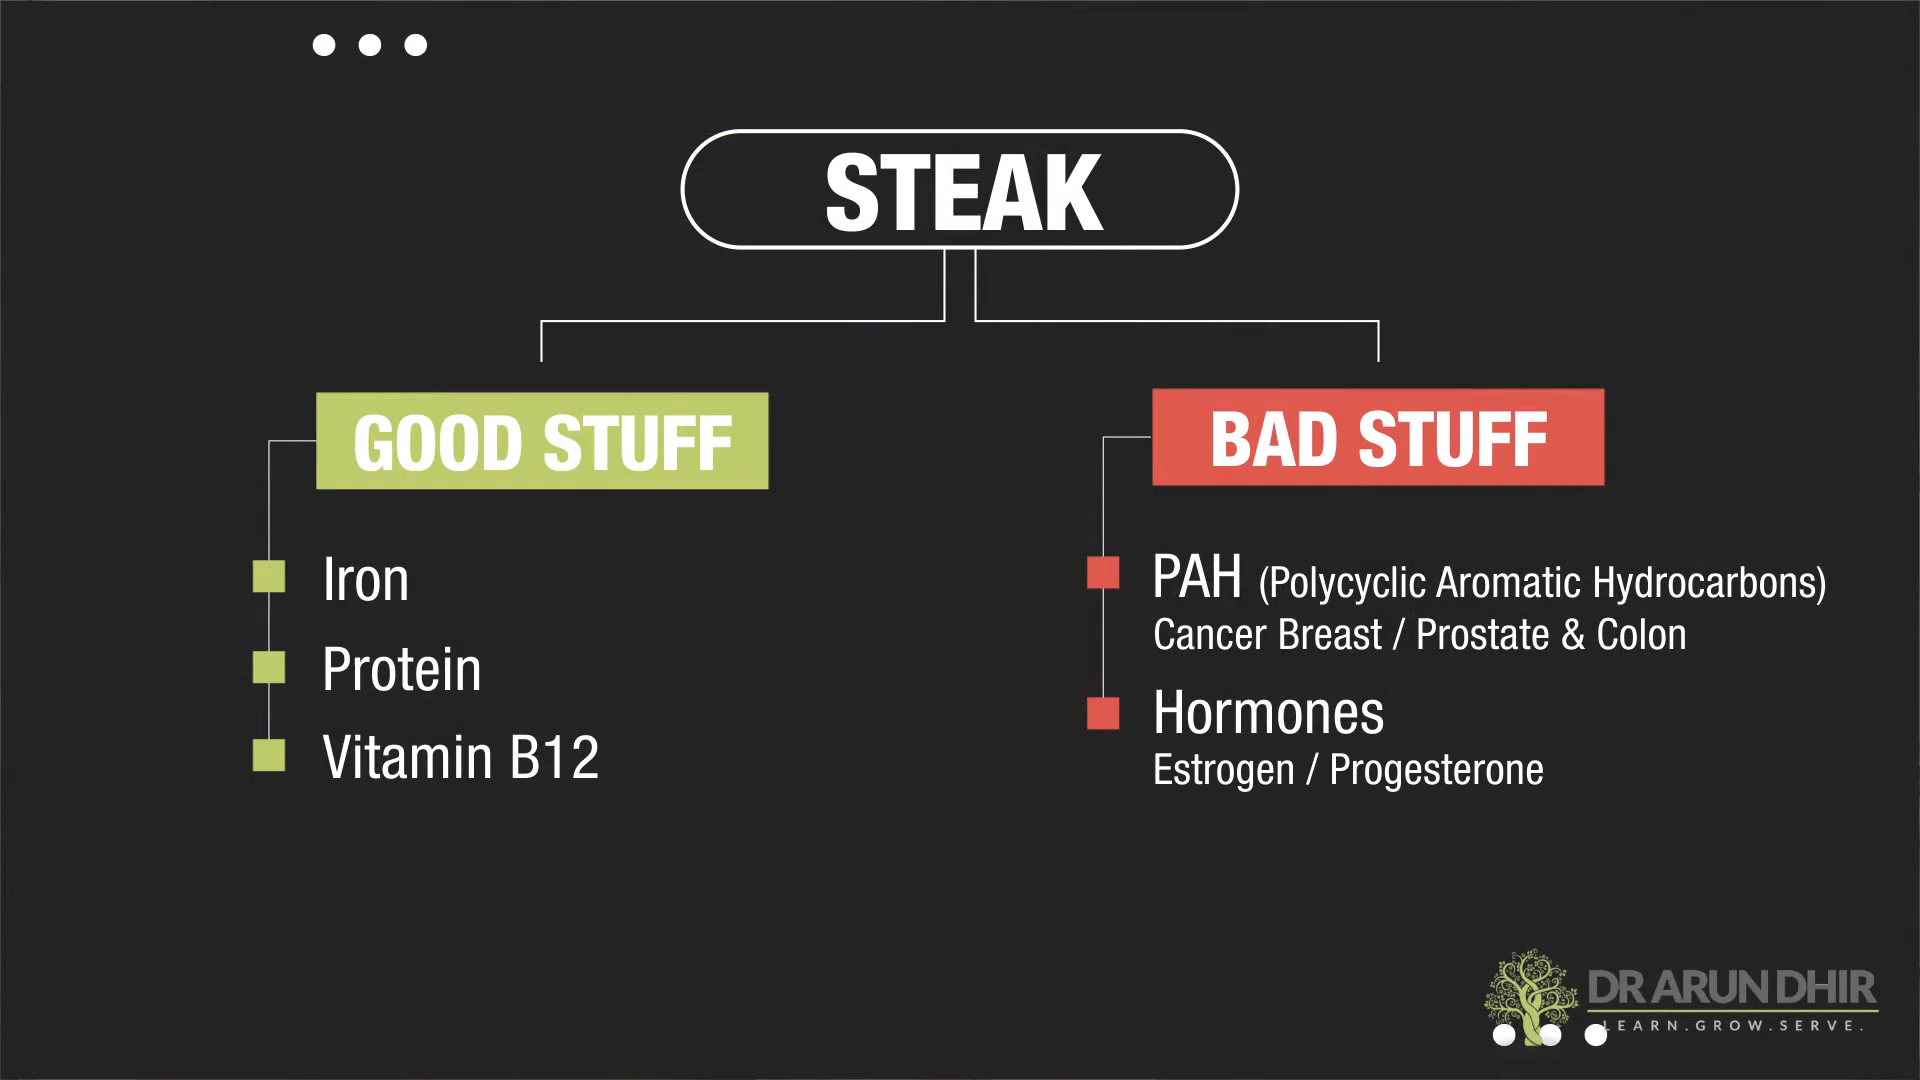 STEAK
GOOD STUFF
Iron
Protein
Vitamin B12
BAD STUFF
PAH (Polycyclic Aromatic Hydrocarbons)
Cancer Breast / Prostate & Colon
Hormones
Estrogen / Progesterone
DR ARUN DHIR
LEARN.GROW.SERVE.